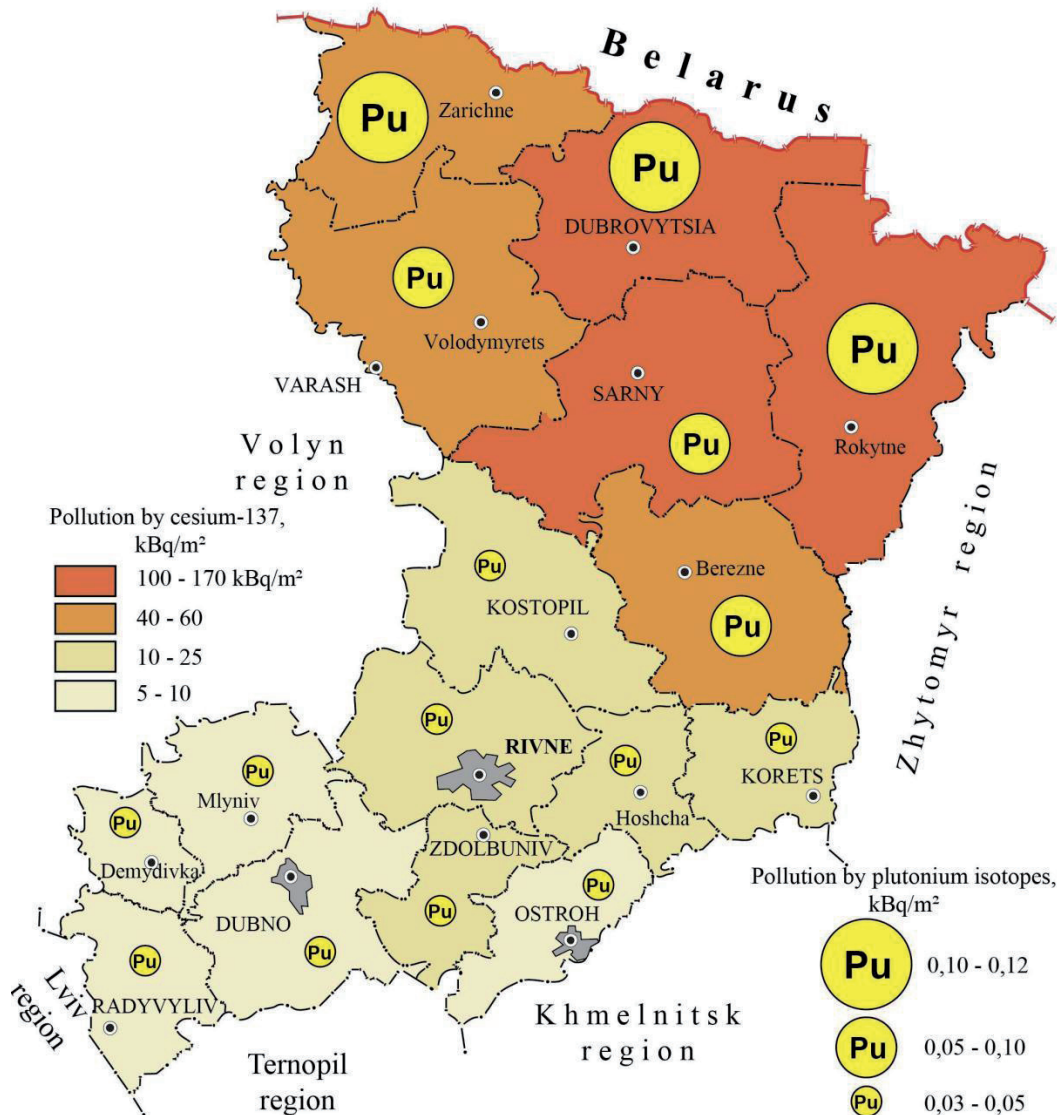 Belarus
Pu
Zarichne
Pu
DUBROVYTSIA
Pu
Volodymyrets
Pu
VARASH
SARNY
Pu
Rokytne
Volyn
region
Pollution by cesium-137,
kBq/m²
100 - 170 kBq/m²
40 - 60
10 - 25
5 - 10
Pu
KOSTOPIL
Berezne
Pu
Zhytomyr region
Pu
RIVNE
Pu
Hoshcha
Pu
KORETS
Pu
Mlyniv
Pu
Demydivka
ZDOLBUNIV
Pu
DUBNO
Pu
Pu
OSTROH
Pu
RADYVYLIV
Lviv
region
Ternopil
region
Khmelnitsk
region
Pollution by plutonium isotopes,
kBq/m²
Pu 0,10 - 0,12
Pu 0,05 - 0,10
Pu 0,03 - 0,05